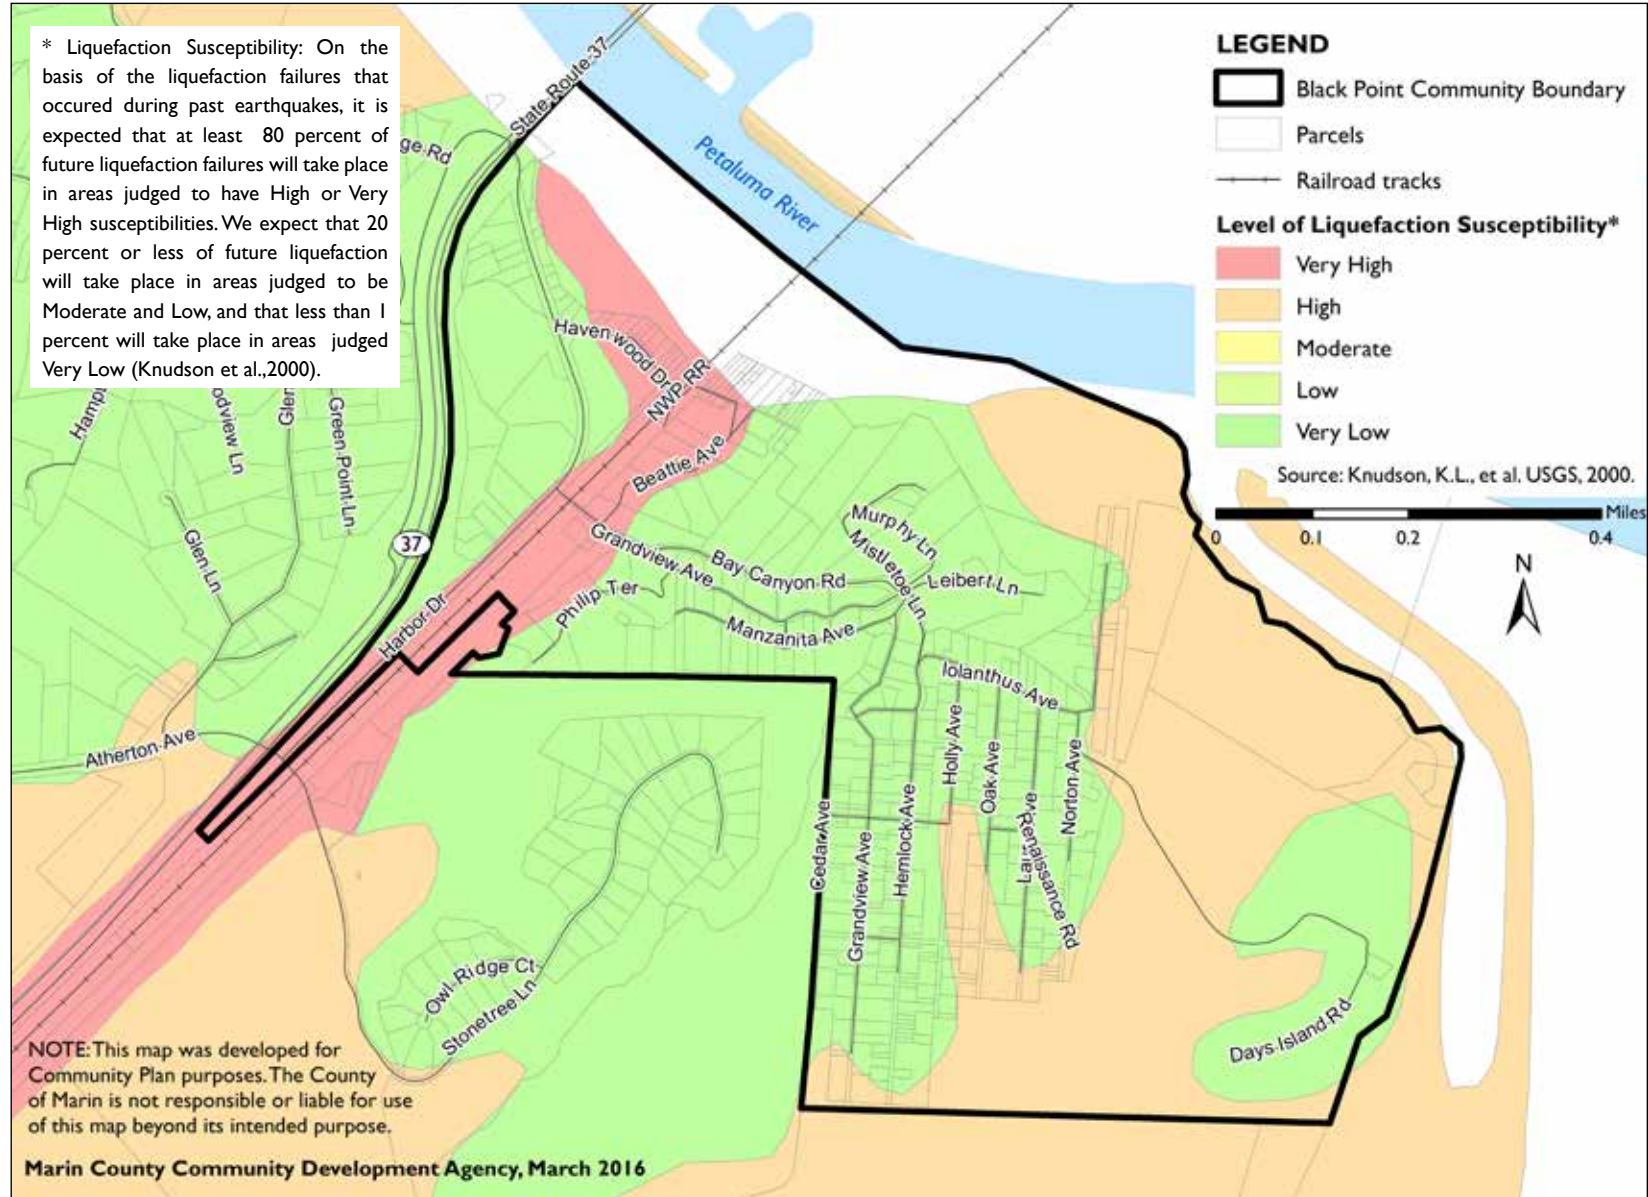 * Liquefaction Susceptibility: On the
basis of the liquefaction failures that
occured during past earthquakes, it is
expected that at least 80 percent of
future liquefaction failures will take place
in areas judged to have High or Very
High susceptibilities. We expect that 20
percent or less of future liquefaction
will take place in areas judged to be
Moderate and Low, and that less than 1
percent will take place in areas judged
Very Low (Knudson et al.,2000).
LEGEND
Black Point Community Boundary
Parcels
Railroad tracks
Level of Liquefaction Susceptibility*
Very High
High
Moderate
Low
Very Low
Source: Knudson, K.L., et al. USGS, 2000.
Miles
0 0.1 0.2 0.4
N
State Route 37
Petaluma River
ge Rd
Hamp
odview Ln
Glen
Green Point Ln
Glen Ln
37
Haven wood Dr
NWP RR
Beattie Ave
Harbor Dr
Atherton Ave
Grandview Ave
Philip Ter
Bay Canyon Rd
Manzanita Ave
Murphy Ln
Mistletoe Ln
Leibert Ln
Iolanthus Ave
Holly Ave
Oak Ave
Norton Ave
Renaissance Rd
Cedar Ave
Grandview Ave
Hemlock Ave
Owl Ridge Ct
Stonetree Ln
Days Island Rd
NOTE: This map was developed for
Community Plan purposes. The County
of Marin is not responsible or liable for use
of this map beyond its intended purpose.
Marin County Community Development Agency, March 2016